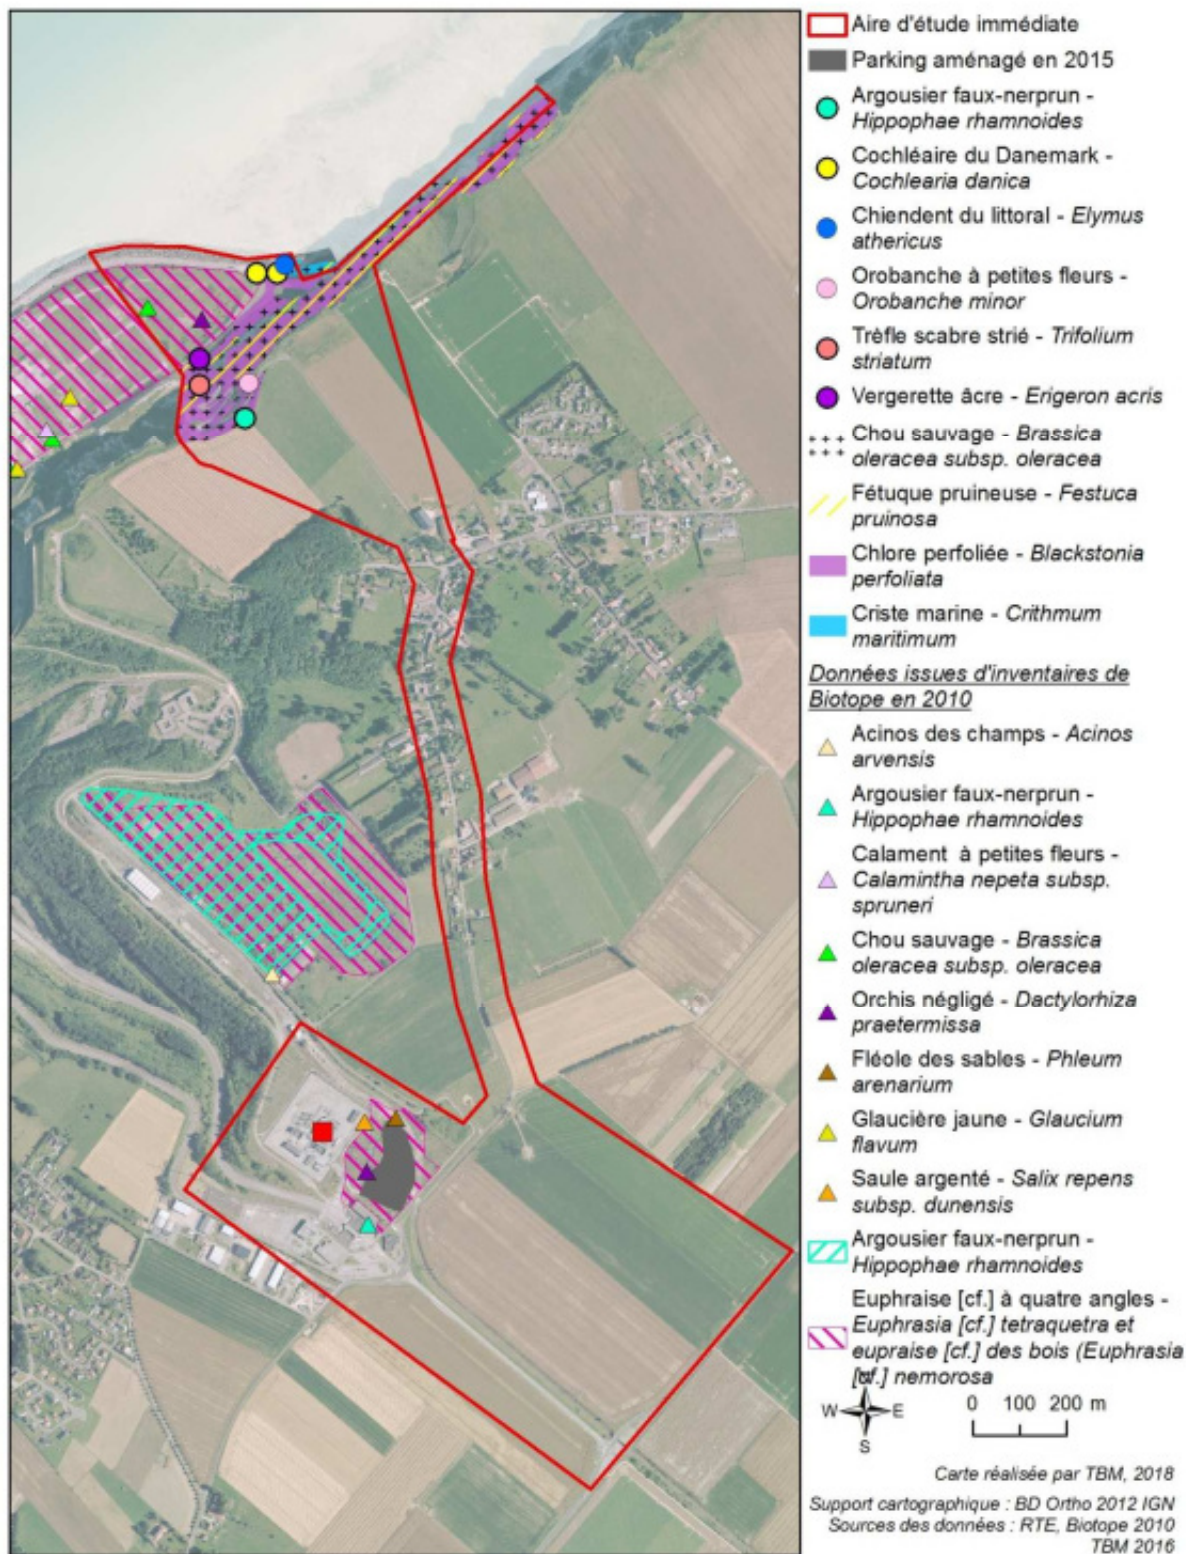 Aire d'étude immédiate
Parking aménagé en 2015
Argousier faux-nerprun -
Hippophae rhamnoides
Cochléaire du Danemark -
Cochlearia danica
Chiendent du littoral - Elymus
athericus
Orobanche à petites fleurs -
Orobanche minor
Trèfle scabre strié - Trifolium
striatum
Vergerette âcre - Erigeron acris
Chou sauvage - Brassica
oleracea subsp. oleracea
Fétuque pruineuse - Festuca
pruinosa
Chlore perfoliée - Blackstonia
perfoliata
Criste marine - Crithmum
maritimum
Données issues d'inventaires de
Biotope en 2010
Acinos des champs - Acinos
arvensis
Argousier faux-nerprun -
Hippophae rhamnoides
Calament à petites fleurs -
Calamintha nepeta subsp.
spruneri
Chou sauvage - Brassica
oleracea subsp. oleracea
Orchis négligé - Dactylorhiza
praetermissa
Fléole des sables - Phleum
arenarium
Glaucière jaune - Glaucium
flavum
Saule argenté - Salix repens
subsp. dunensis
Argousier faux-nerprun -
Hippophae rhamnoides
Euphraise [cf.] à quatre angles -
Euphrasia [cf.] tetraquetra et
eupraise [cf.] des bois (Euphrasia
[cf.] nemorosa
N
W E
S
0 100 200 m
Carte réalisée par TBM, 2018
Support cartographique : BD Ortho 2012 IGN
Sources des données : RTE, Biotope 2010
TBM 2016